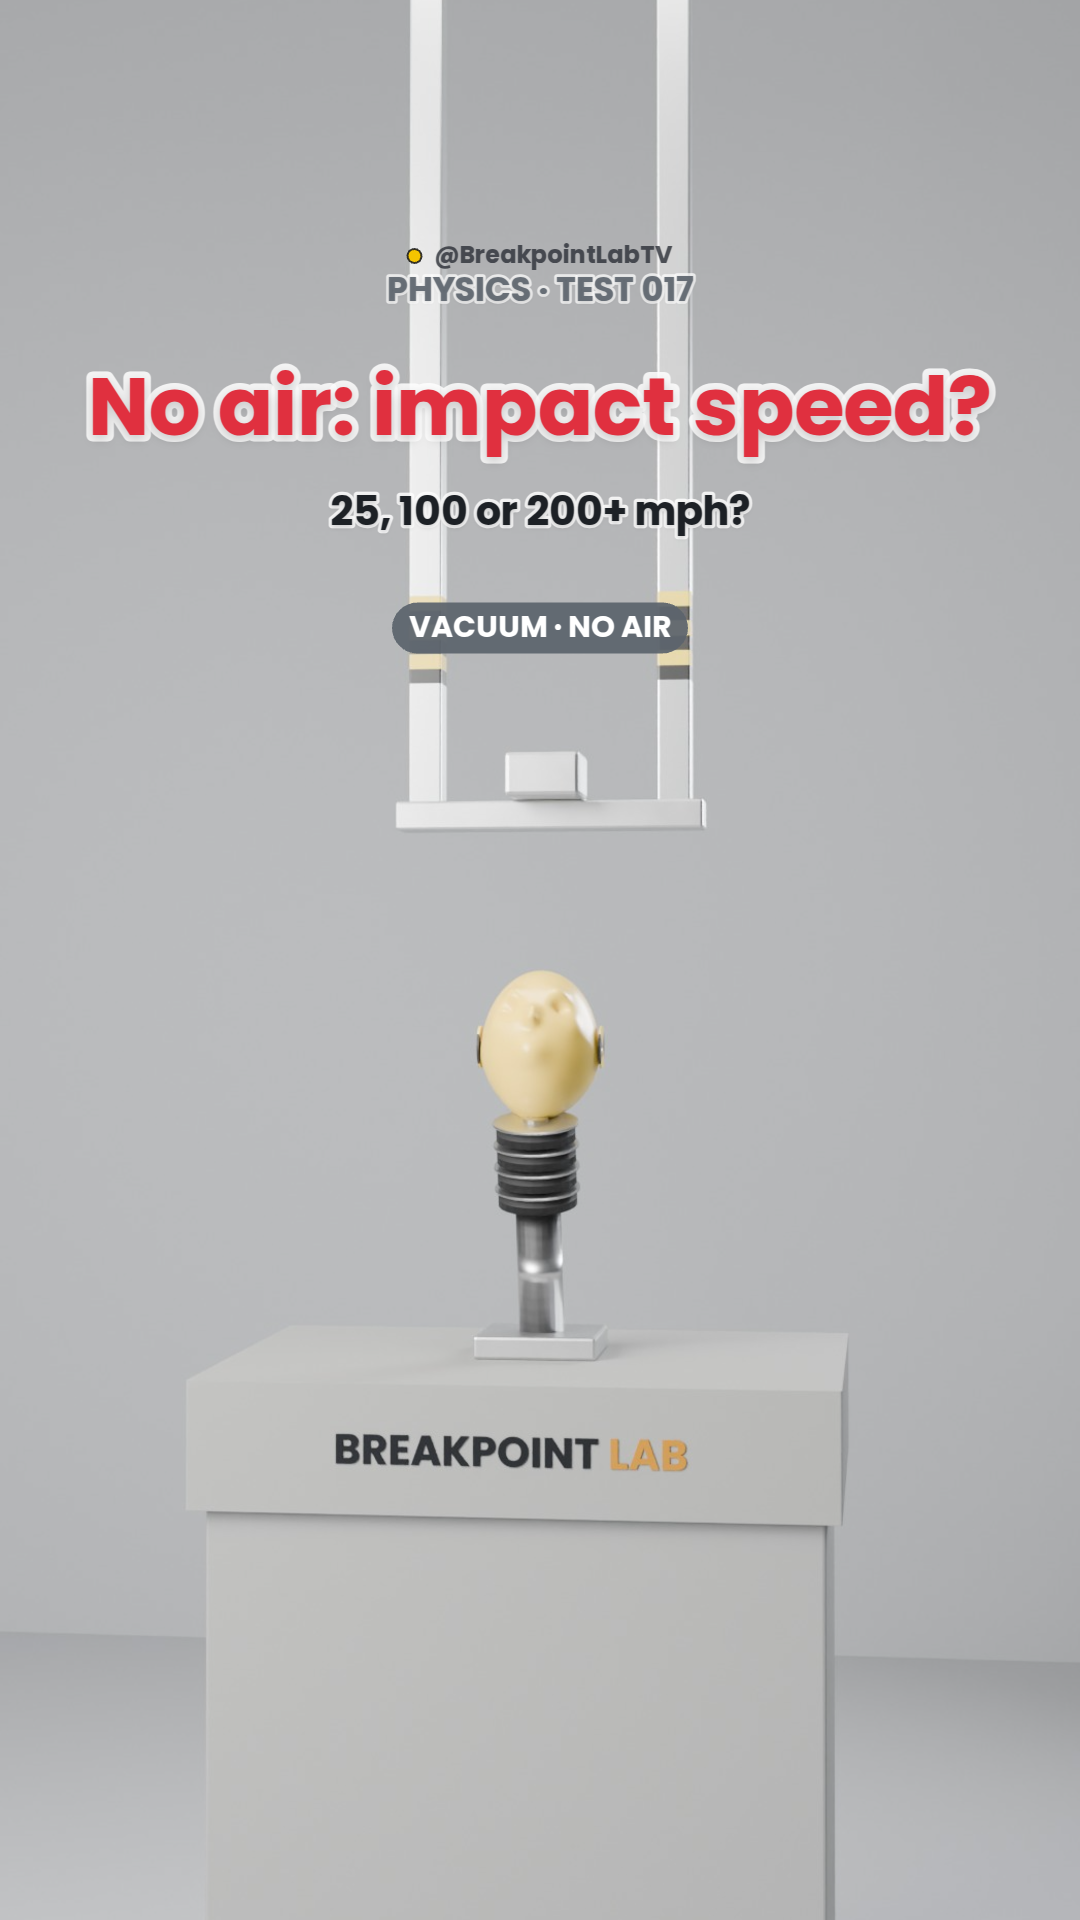 @BreakpointLabTV
PHYSICS · TEST 017
No air: impact speed?
25, 100 or 200+ mph?
VACUUM · NO AIR
BREAKPOINT LAB